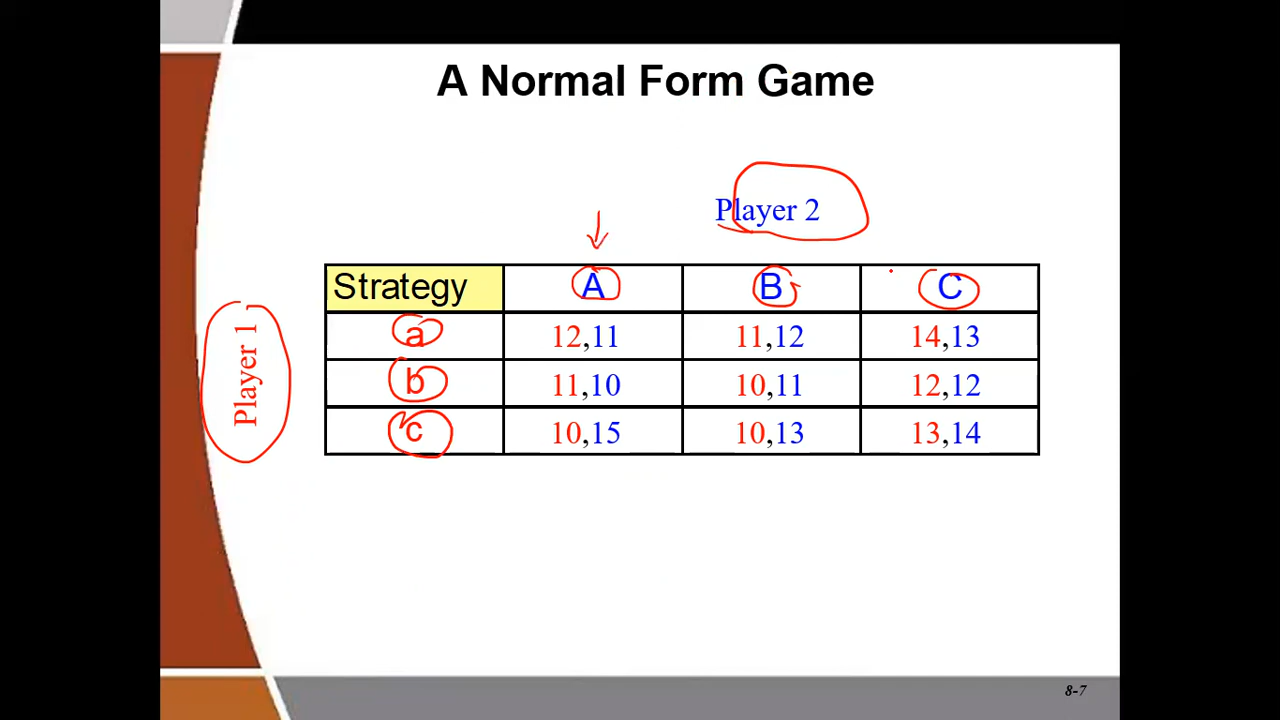 A Normal Form Game
Player 2
Player 1
Strategy A B C
a 12,11 11,12 14,13
b 11,10 10,11 12,12
c 10,15 10,13 13,14
8-7